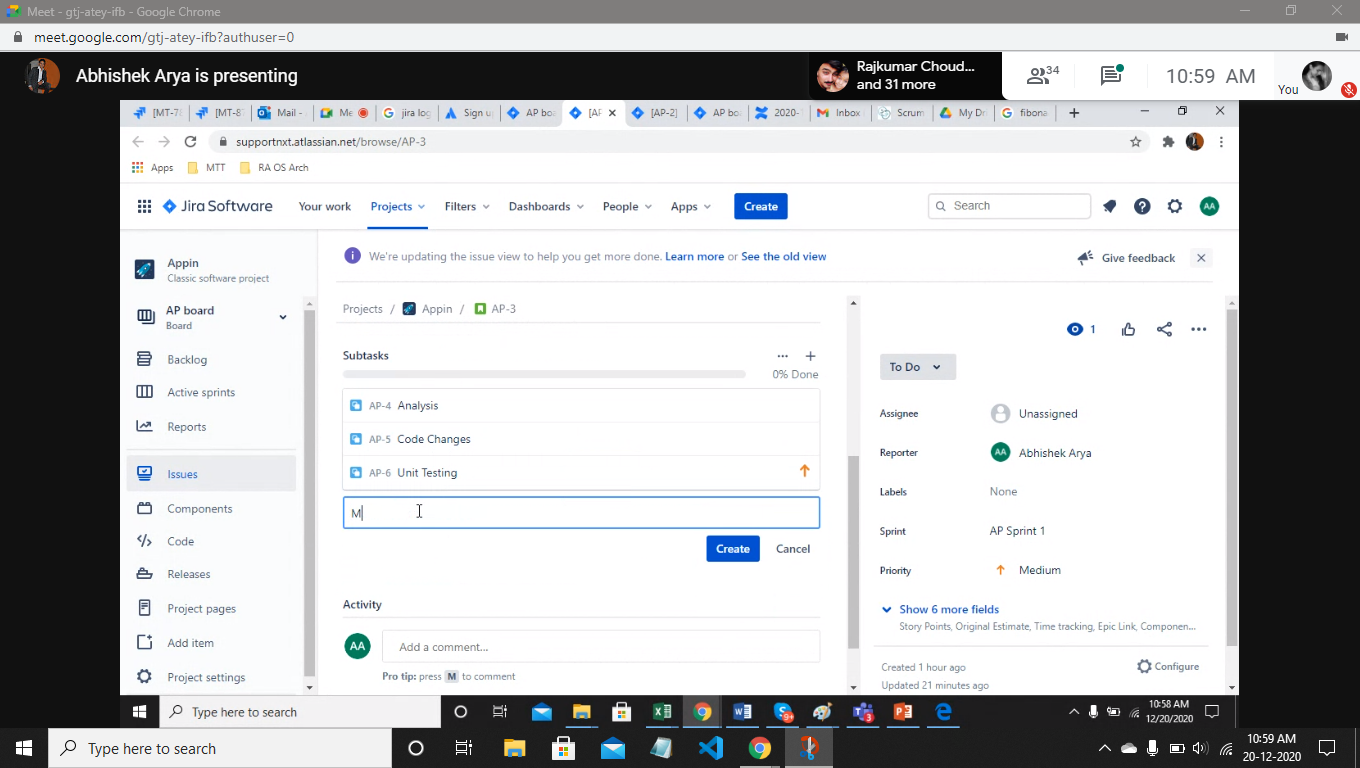 Meet - gtj-atey-ifb - Google Chrome
meet.google.com/gtj-atey-ifb?authuser=0
Abhishek Arya is presenting
Rajkumar Choud...
and 31 more
34
10:59 AM
You
[MT-7 [MT-8 Mail - Me jira log Sign u AP bo [AP [AP-2] AP bo 2020- Inbox Scrum My Dri fibona
supportnxt.atlassian.net/browse/AP-3
Apps MTT RA OS Arch
Jira Software Your work Projects Filters Dashboards People Apps Create Search AA
Appin
Classic software project
AP board
Board
Backlog
Active sprints
Reports
Issues
Components
Code
Releases
Project pages
Add item
Project settings
We're updating the issue view to help you get more done. Learn more or See the old view
Give feedback
Projects / Appin / AP-3
Subtasks
0% Done
AP-4 Analysis
AP-5 Code Changes
AP-6 Unit Testing
M
Create Cancel
Activity
AA Add a comment...
Pro tip: press M to comment
1
To Do
Assignee Unassigned
Reporter AA Abhishek Arya
Labels None
Sprint AP Sprint 1
Priority Medium
Show 6 more fields
Story Points, Original Estimate, Time tracking, Epic Link, Componen...
Created 1 hour ago
Configure
Updated 21 minutes ago
Type here to search
9+
3
10:58 AM
12/20/2020
Type here to search
10:59 AM
20-12-2020